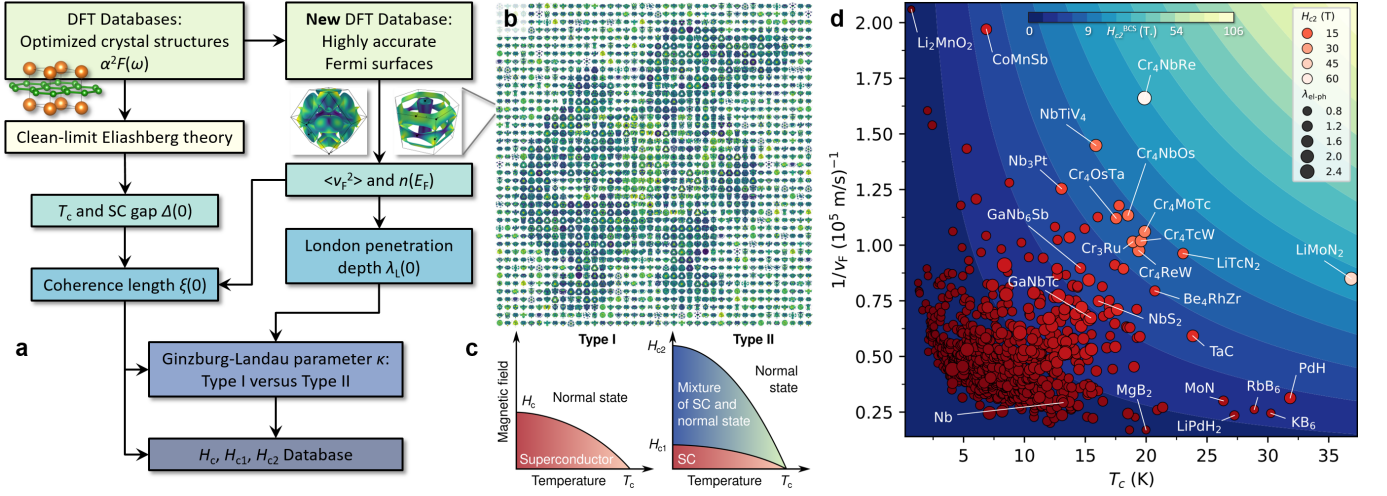 DFT Databases:
Optimized crystal structures
α²F(ω)
New DFT Database:
Highly accurate
Fermi surfaces
Clean-limit Eliashberg theory
<v_F²> and n(E_F)
T_c and SC gap Δ(0)
London penetration
depth λ_L(0)
Coherence length ξ(0)
a
Ginzburg-Landau parameter κ:
Type I versus Type II
H_c, H_c1, H_c2 Database
b
c
Type I
Magnetic field
H_c
Normal state
Superconductor
Temperature
T_c
Type II
H_c2
Normal
state
Mixture
of SC and
normal state
H_c1
SC
Temperature
T_c
d
2.00
1.75
1.50
1.25
1.00
0.75
0.50
0.25
1/v_F (10⁵ m/s)⁻¹
5
10
15
20
25
30
35
T_c (K)
0
9
54
106
H_c2^BCS (T)
H_c2 (T)
15
30
45
60
λ_el-ph
0.8
1.2
1.6
2.0
2.4
Li₂MnO₂
CoMnSb
Cr₄NbRe
NbTiV₄
Cr₄NbOs
Nb₃Pt
Cr₄OsTa
Cr₄MoTc
GaNb₆Sb
Cr₃Ru
Cr₄TcW
LiMoN₂
LiTcN₂
Cr₄ReW
GaNbTc
Be₄RhZr
NbS₂
TaC
PdH
MgB₂
MoN
RbB₆
Nb
LiPdH₂
KB₆